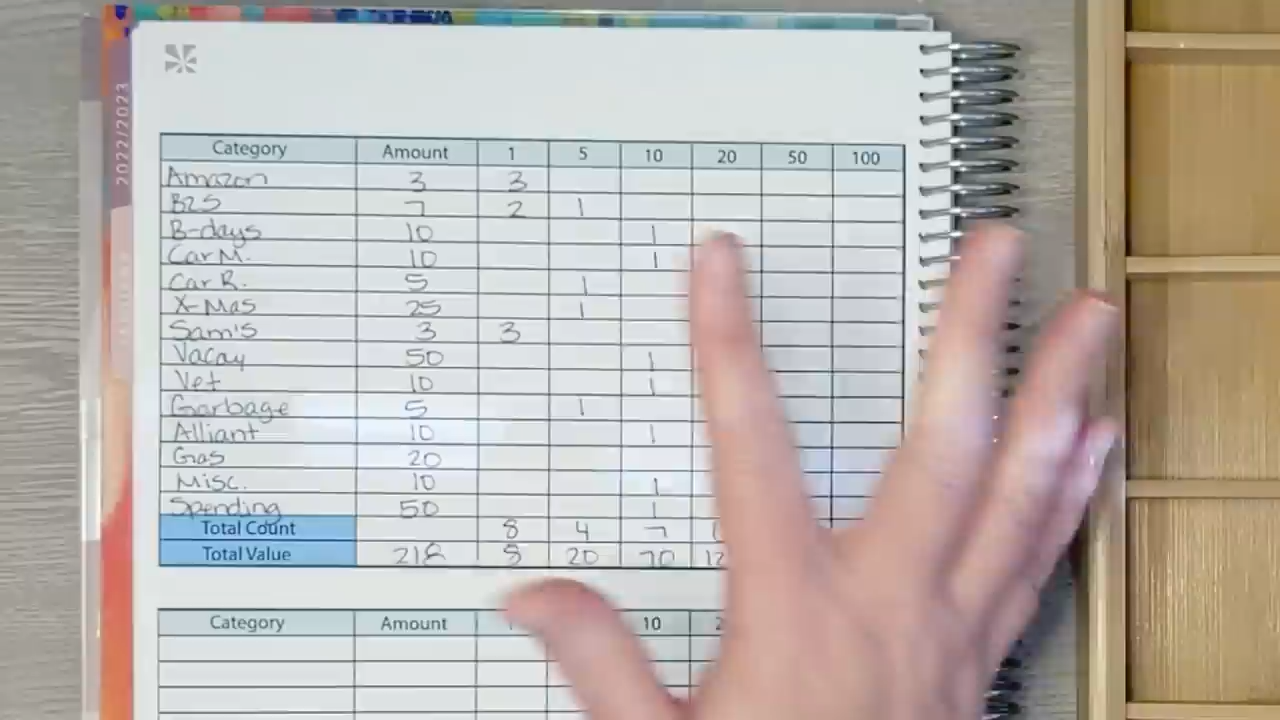 2022/2023
Category Amount 1 5 10 20 50 100
Amazon 3 3
B2S 7 2 1
B-days 10 1
Car M. 10 1
Car R. 5 1
X-Mas 25 1
Sam's 3 3
Vacay 50 1
Vet 10 1
Garbage 5 1
Alliant 10 1
Gas 20
Misc. 10 1
Spending 50 1
Total Count 8 4 7
Total Value 218 8 20 70 12
Category Amount 1 10 2